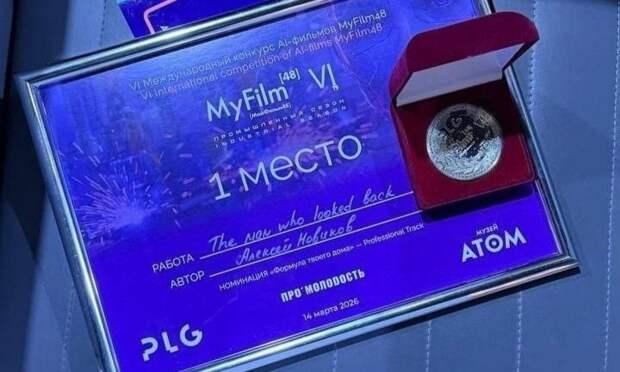 VI Международный конкурс AI-фильмов MyFilm48
VI International competition of AI-films MyFilm48
MyFilm [48] VI
(МайФильм48)
ПРОМЫШЛЕННЫЙ СЕЗОН
INDUSTRIAL SEASON
1 МЕСТО
РАБОТА The man who looked back
АВТОР Алексей Новиков
НОМИНАЦИЯ «Формула твоего дома» — Professional Track
ПРО'МОЛОДОСТЬ
14 марта 2026
PLG
МУЗЕЙ
АТОМ
PLG